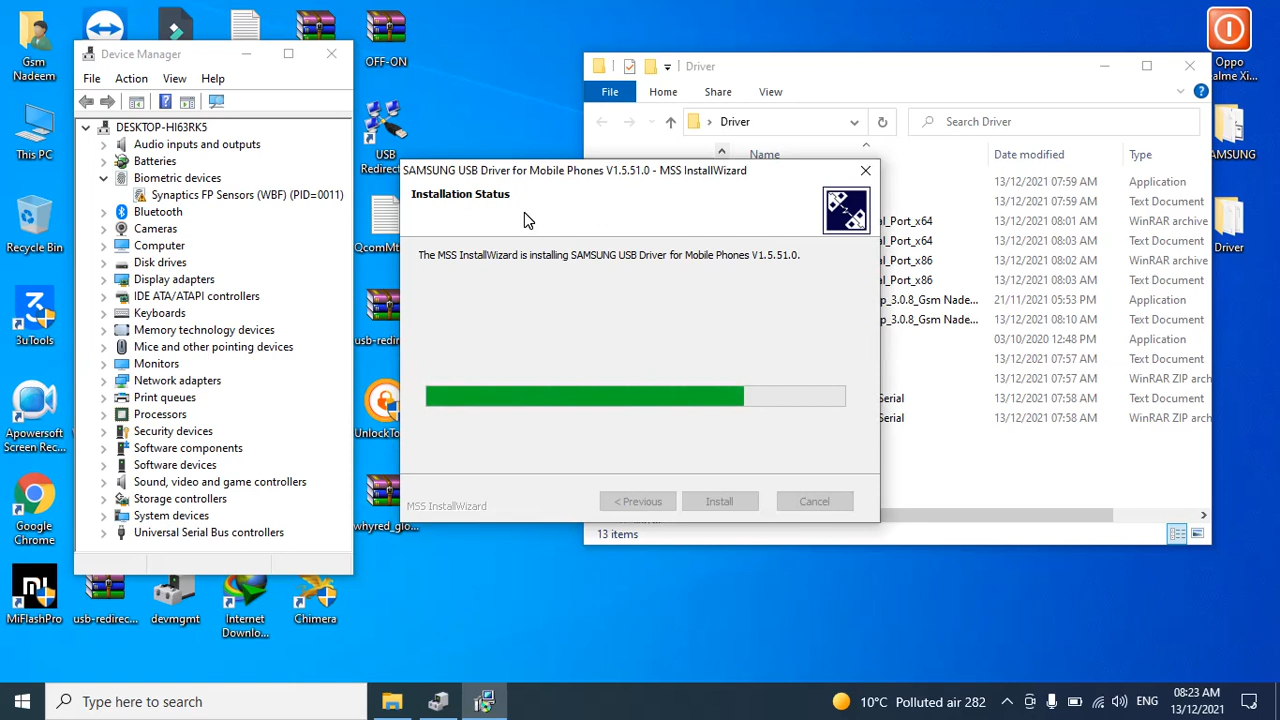 Gsm
Nadeem
This PC
Recycle Bin
3uTools
Apowersoft
Screen Rec...
Google
Chrome
MiFlashPro
OFF-ON
USB
Redirect
QcomMt
usb-redir
UnlockTo
whyred_glo...
usb-redirec...
devmgmt
Internet
Downlo...
Chimera
Oppo
Realme Xi...
SAMSUNG
Driver
Device Manager
File Action View Help
DESKTOP-HI63RK5
Audio inputs and outputs
Batteries
Biometric devices
Synaptics FP Sensors (WBF) (PID=0011)
Bluetooth
Cameras
Computer
Disk drives
Display adapters
IDE ATA/ATAPI controllers
Keyboards
Memory technology devices
Mice and other pointing devices
Monitors
Network adapters
Print queues
Processors
Security devices
Software components
Software devices
Sound, video and game controllers
Storage controllers
System devices
Universal Serial Bus controllers
Driver
File Home Share View
Driver
Search Driver
Name Date modified Type
13/12/2021 07:59 AM Application
13/12/2021 07:59 AM Text Document
al_Port_x64 13/12/2021 08:01 AM WinRAR archive
al_Port_x64 13/12/2021 08:03 AM Text Document
al_Port_x86 13/12/2021 08:03 AM WinRAR archive
al_Port_x86 13/12/2021 08:03 AM Text Document
p_3.0.8_Gsm Nade... 21/11/2021 05:53 PM Application
p_3.0.8_Gsm Nade... 13/12/2021 08:10 AM Text Document
03/10/2020 12:48 PM Application
13/12/2021 07:57 AM Text Document
13/12/2021 07:57 AM WinRAR ZIP arch
Serial 13/12/2021 07:58 AM Text Document
Serial 13/12/2021 07:58 AM WinRAR ZIP arch
13 items
SAMSUNG USB Driver for Mobile Phones V1.5.51.0 - MSS InstallWizard
Installation Status
The MSS InstallWizard is installing SAMSUNG USB Driver for Mobile Phones V1.5.51.0.
MSS InstallWizard
< Previous Install Cancel
Type here to search
10°C Polluted air 282
ENG
08:23 AM
13/12/2021